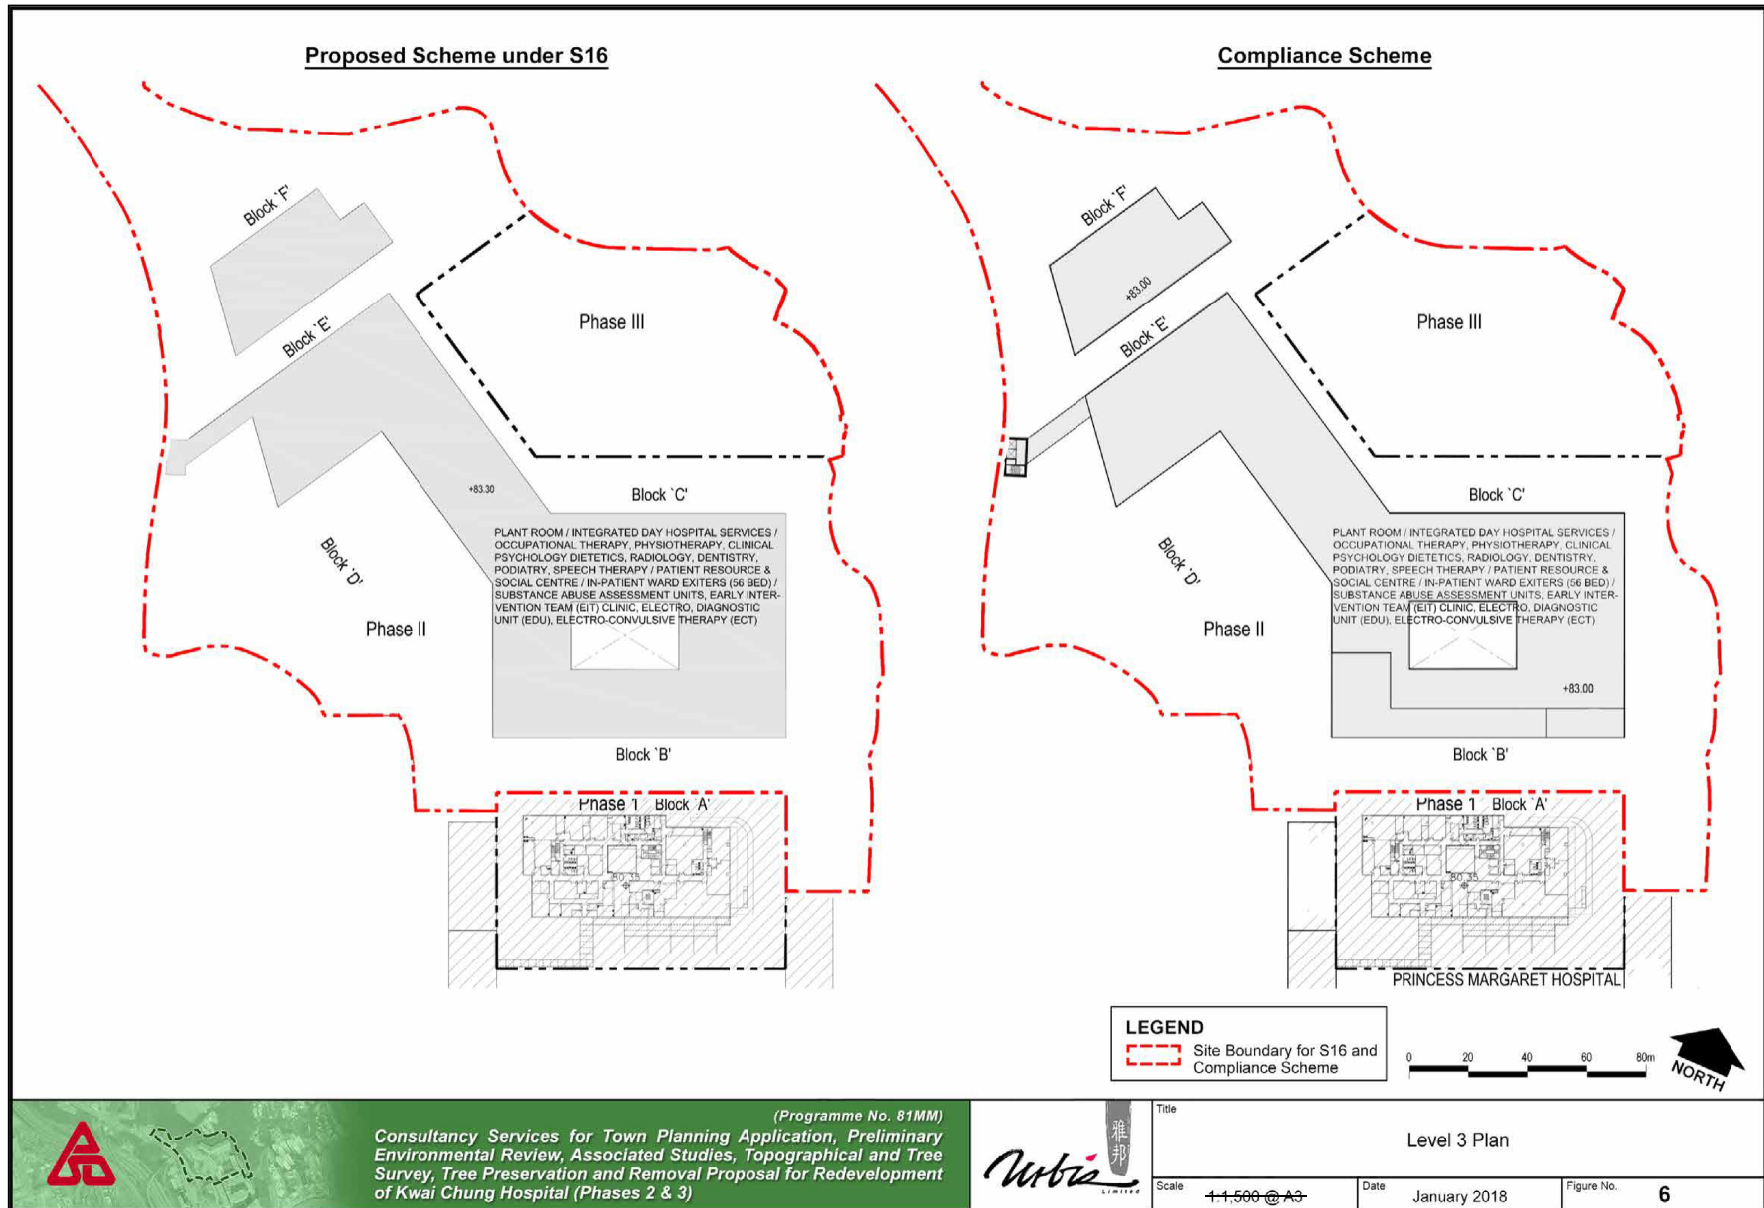 Proposed Scheme under S16
Block `F'
Block `E'
Phase III
+83.30
Block `C'
PLANT ROOM / INTEGRATED DAY HOSPITAL SERVICES /
OCCUPATIONAL THERAPY, PHYSIOTHERAPY, CLINICAL
PSYCHOLOGY DIETETICS, RADIOLOGY, DENTISTRY,
PODIATRY, SPEECH THERAPY / PATIENT RESOURCE &
SOCIAL CENTRE / IN-PATIENT WARD EXITERS (56 BED) /
SUBSTANCE ABUSE ASSESSMENT UNITS, EARLY INTER-
VENTION TEAM (EIT) CLINIC, ELECTRO, DIAGNOSTIC
UNIT (EDU), ELECTRO-CONVULSIVE THERAPY (ECT)
Block `D'
Phase II
Block `B'
Phase 1 Block `A'
80.35
Compliance Scheme
Block `F'
+83.00
Block `E'
Phase III
Block `C'
PLANT ROOM / INTEGRATED DAY HOSPITAL SERVICES /
OCCUPATIONAL THERAPY, PHYSIOTHERAPY, CLINICAL
PSYCHOLOGY DIETETICS, RADIOLOGY, DENTISTRY,
PODIATRY, SPEECH THERAPY / PATIENT RESOURCE &
SOCIAL CENTRE / IN-PATIENT WARD EXITERS (56 BED) /
SUBSTANCE ABUSE ASSESSMENT UNITS, EARLY INTER-
VENTION TEAM (EIT) CLINIC, ELECTRO, DIAGNOSTIC
UNIT (EDU), ELECTRO-CONVULSIVE THERAPY (ECT)
Block `D'
Phase II
+83.00
Block `B'
Phase 1 Block `A'
80.35
PRINCESS MARGARET HOSPITAL
LEGEND
Site Boundary for S16 and
Compliance Scheme
0 20 40 60 80m
NORTH
(Programme No. 81MM)
Consultancy Services for Town Planning Application, Preliminary
Environmental Review, Associated Studies, Topographical and Tree
Survey, Tree Preservation and Removal Proposal for Redevelopment
of Kwai Chung Hospital (Phases 2 & 3)
urbis
Limited
雅邦
Title
Level 3 Plan
Scale
1:1,500 @ A3
Date
January 2018
Figure No.
6